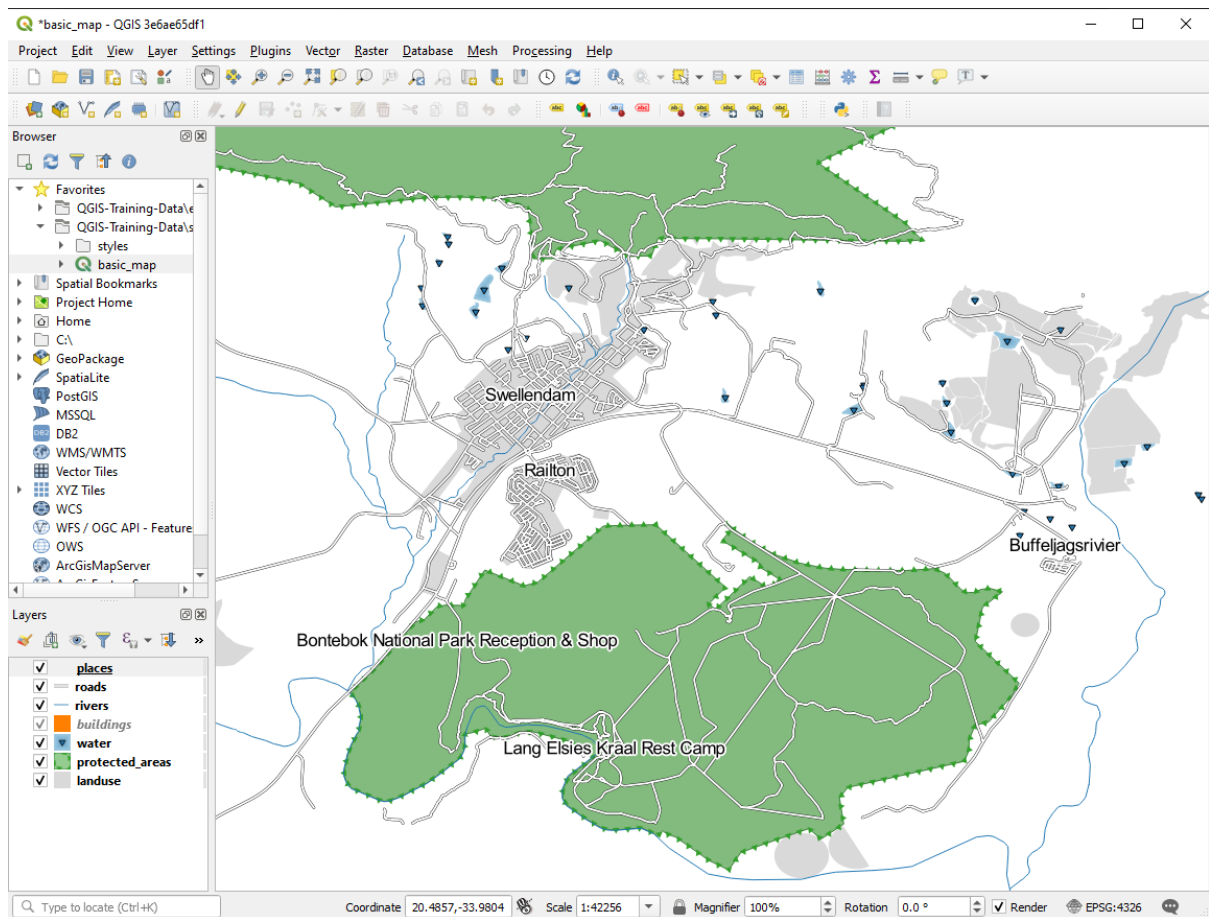 *basic_map - QGIS 3e6ae65df1
Project Edit View Layer Settings Plugins Vector Raster Database Mesh Processing Help
Browser
Favorites
QGIS-Training-Data\e
QGIS-Training-Data\s
styles
basic_map
Spatial Bookmarks
Project Home
Home
C:\
GeoPackage
SpatiaLite
PostGIS
MSSQL
DB2
WMS/WMTS
Vector Tiles
XYZ Tiles
WCS
WFS / OGC API - Feature
OWS
ArcGisMapServer
Layers
places
roads
rivers
buildings
water
protected_areas
landuse
Swellendam
Railton
Buffeljagsrivier
Bontebok National Park Reception & Shop
Lang Elsies Kraal Rest Camp
Type to locate (Ctrl+K)
Coordinate 20.4857,-33.9804 Scale 1:42256 Magnifier 100% Rotation 0.0 ° Render EPSG:4326